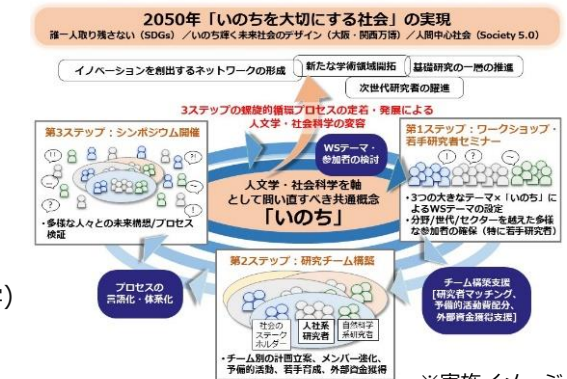 2050年「いのちを大切にする社会」の実現
誰一人取り残さない（SDGs）／いのち輝く未来社会のデザイン（大阪・関西万博）／人間中心社会（Society 5.0）
イノベーションを創出するネットワークの形成
新たな学術領域開拓
基礎研究の一層の推進
次世代研究者の躍進
3ステップの螺旋的循環プロセスの定着・発展による
人文学・社会科学の変容
第3ステップ：シンポジウム開催
・多様な人々との未来構想/プロセス
検証
WSテーマ・
参加者の検討
第1ステップ：ワークショップ・
若手研究者セミナー
・3つの大きなテーマ×「いのち」に
よるWSテーマの設定
・分野/世代/セクターを越えた多様
な参加者の確保（特に若手研究者）
人文学・社会科学を軸
として問い直すべき共通概念
「いのち」
プロセスの
言語化・体系化
第2ステップ：研究チーム構築
社会の
ステーク
ホルダー
人社系
研究者
自然科学
系研究者
・チーム別の計画立案、メンバー強化、
予備的活動、若手育成、外部資金獲得
チーム構築支援
[研究者マッチング、
予備的活動費配分、
外部資金獲得支援]
※実施イメージ